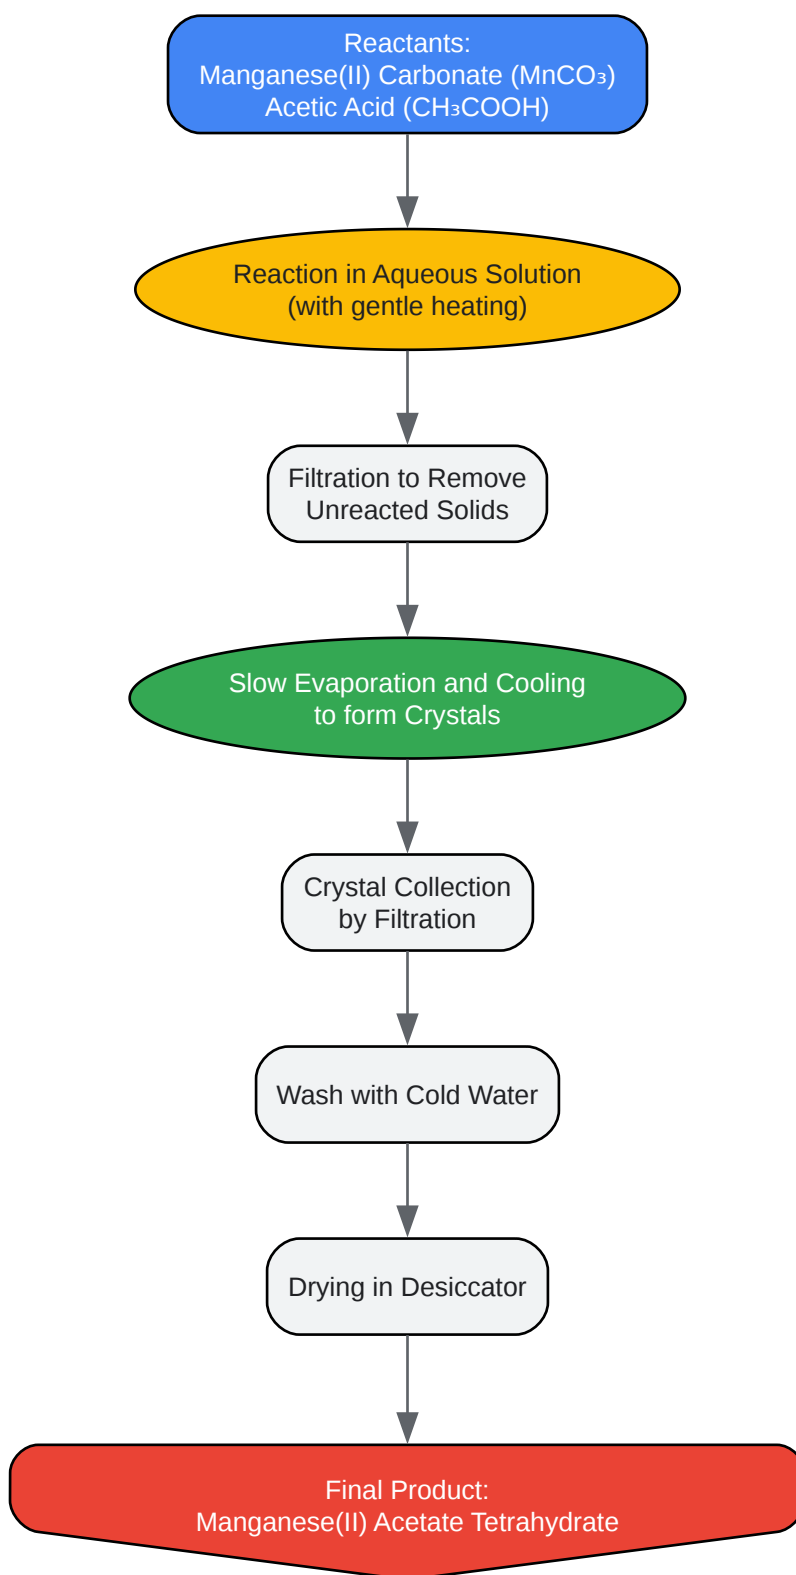 Reactants:
Manganese(II) Carbonate (MnCO₃)
Acetic Acid (CH₃COOH)
Reaction in Aqueous Solution
(with gentle heating)
Filtration to Remove
Unreacted Solids
Slow Evaporation and Cooling
to form Crystals
Crystal Collection
by Filtration
Wash with Cold Water
Drying in Desiccator
Final Product:
Manganese(II) Acetate Tetrahydrate